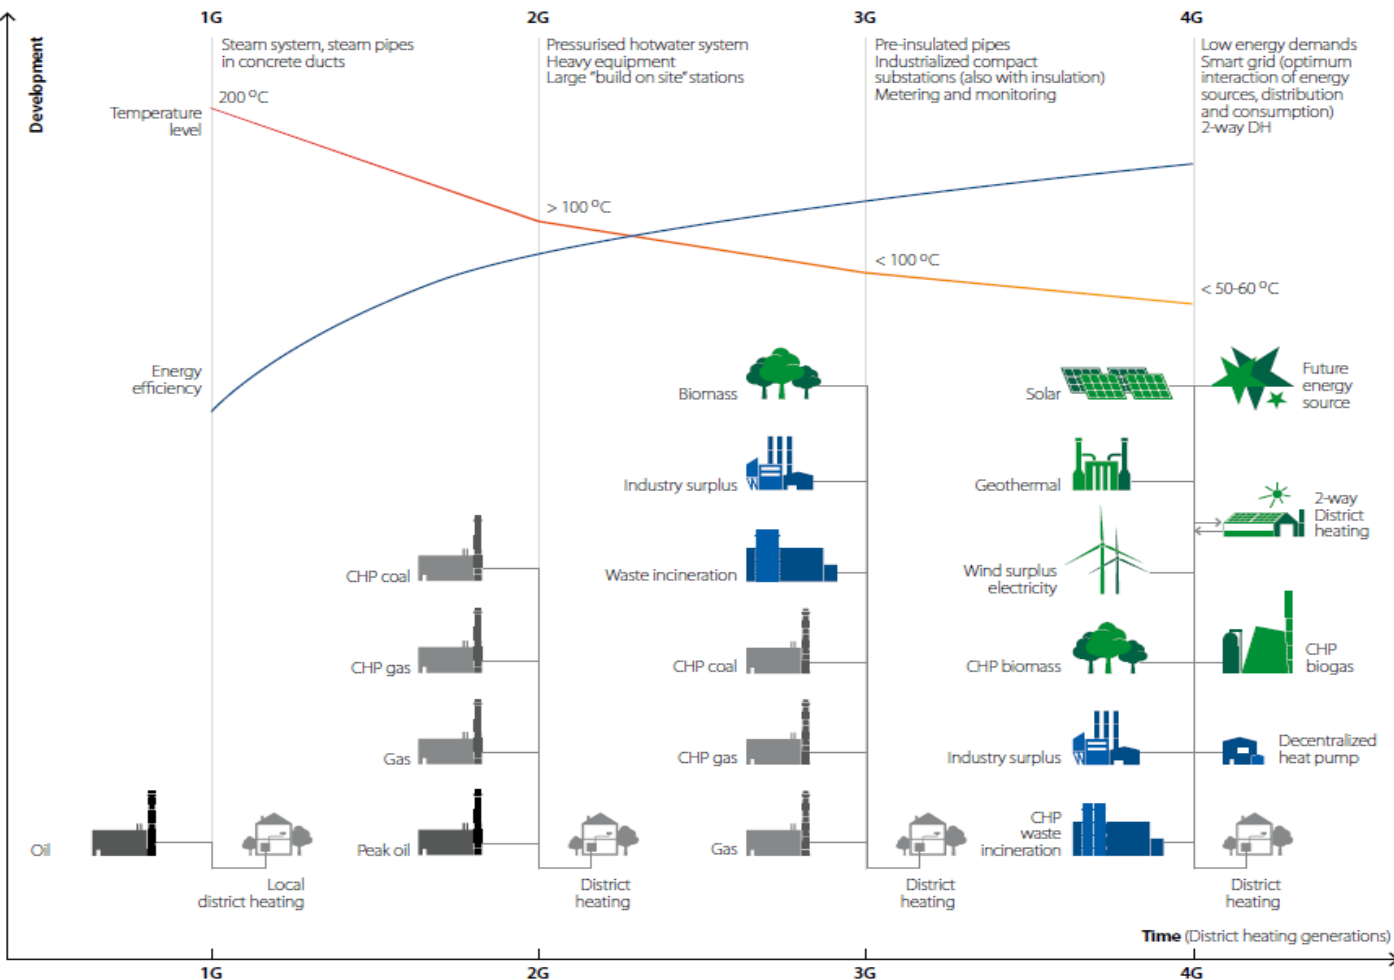 1G
2G
3G
4G
Development
Steam system, steam pipes
in concrete ducts
Pressurised hotwater system
Heavy equipment
Large "build on site" stations
Pre-insulated pipes
Industrialized compact
substations (also with insulation)
Metering and monitoring
Low energy demands
Smart grid (optimum
interaction of energy
sources, distribution
and consumption)
2-way DH
Temperature
level
200 °C
> 100 °C
< 100 °C
< 50-60 °C
Energy
efficiency
Biomass
Solar
Future
energy
source
Industry surplus
Geothermal
2-way
District
heating
CHP coal
Waste incineration
Wind surplus
electricity
CHP gas
CHP coal
CHP biomass
CHP
biogas
Gas
CHP gas
Industry surplus
Decentralized
heat pump
Oil
Peak oil
Gas
CHP
waste
incineration
Local
district heating
District
heating
District
heating
District
heating
Time (District heating generations)
1G
2G
3G
4G